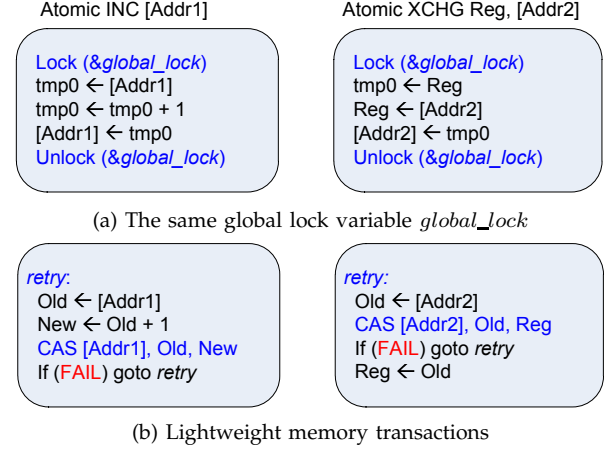 Atomic INC [Addr1]
Lock (&global_lock)
tmp0 ← [Addr1]
tmp0 ← tmp0 + 1
[Addr1] ← tmp0
Unlock (&global_lock)
Atomic XCHG Reg, [Addr2]
Lock (&global_lock)
tmp0 ← Reg
Reg ← [Addr2]
[Addr2] ← tmp0
Unlock (&global_lock)
(a) The same global lock variable global_lock
retry:
Old ← [Addr1]
New ← Old + 1
CAS [Addr1], Old, New
If (FAIL) goto retry
retry:
Old ← [Addr2]
CAS [Addr2], Old, Reg
If (FAIL) goto retry
Reg ← Old
(b) Lightweight memory transactions